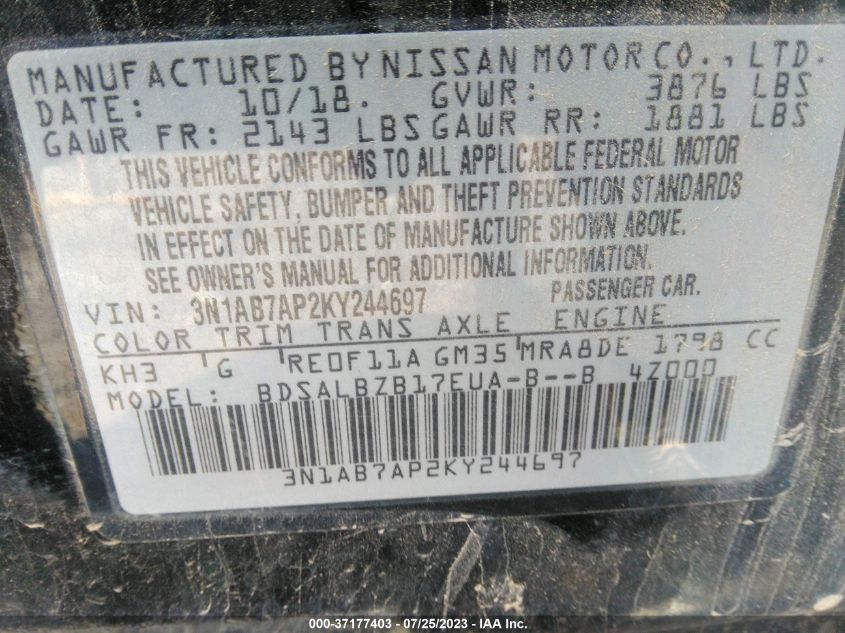 MANUFACTURED BY NISSAN MOTOR CO., LTD.
DATE: 10/18. GVWR: 3876 LBS
GAWR FR: 2143 LBS GAWR RR: 1881 LBS
THIS VEHICLE CONFORMS TO ALL APPLICABLE FEDERAL MOTOR
VEHICLE SAFETY, BUMPER AND THEFT PREVENTION STANDARDS
IN EFFECT ON THE DATE OF MANUFACTURE SHOWN ABOVE.
SEE OWNER'S MANUAL FOR ADDITIONAL INFORMATION.
VIN: 3N1AB7AP2KY244697 PASSENGER CAR.
COLOR TRIM TRANS AXLE ENGINE
KH3 G RE0F11A GM35 MRA8DE 1798 CC
MODEL: BDSALBZB17EUA-B--B 4Z000
3N1AB7AP2KY244697
000-37177403 - 07/25/2023 - IAA Inc.